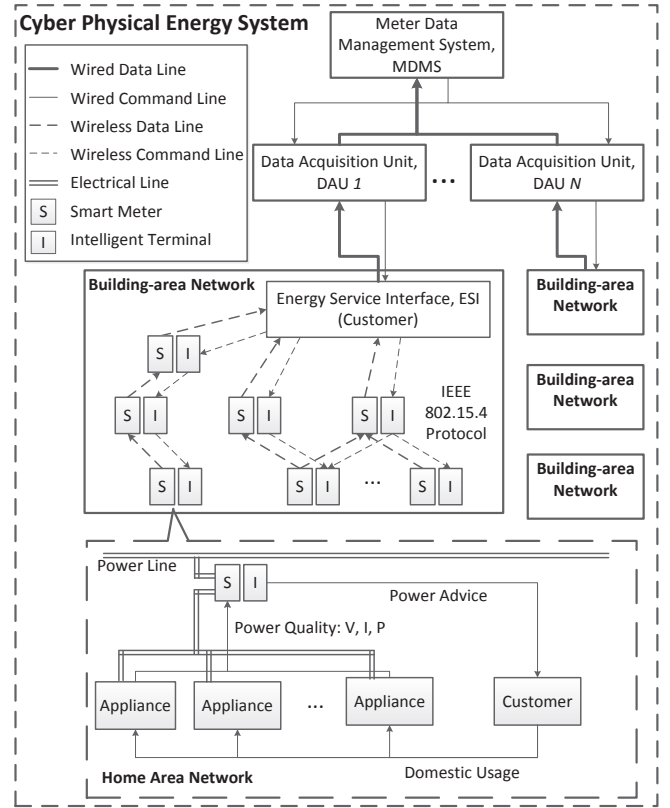 Cyber Physical Energy System
Wired Data Line
Wired Command Line
Wireless Data Line
Wireless Command Line
Electrical Line
S Smart Meter
I Intelligent Terminal
Meter Data
Management System,
MDMS
Data Acquisition Unit,
DAU 1
...
Data Acquisition Unit,
DAU N
Building-area Network
Energy Service Interface, ESI
(Customer)
S I
S I
S I
S I
IEEE
802.15.4
Protocol
S I
S I
...
S I
Building-area
Network
Building-area
Network
Building-area
Network
Power Line
S I
Power Advice
Power Quality: V, I, P
Appliance
Appliance
...
Appliance
Customer
Home Area Network
Domestic Usage